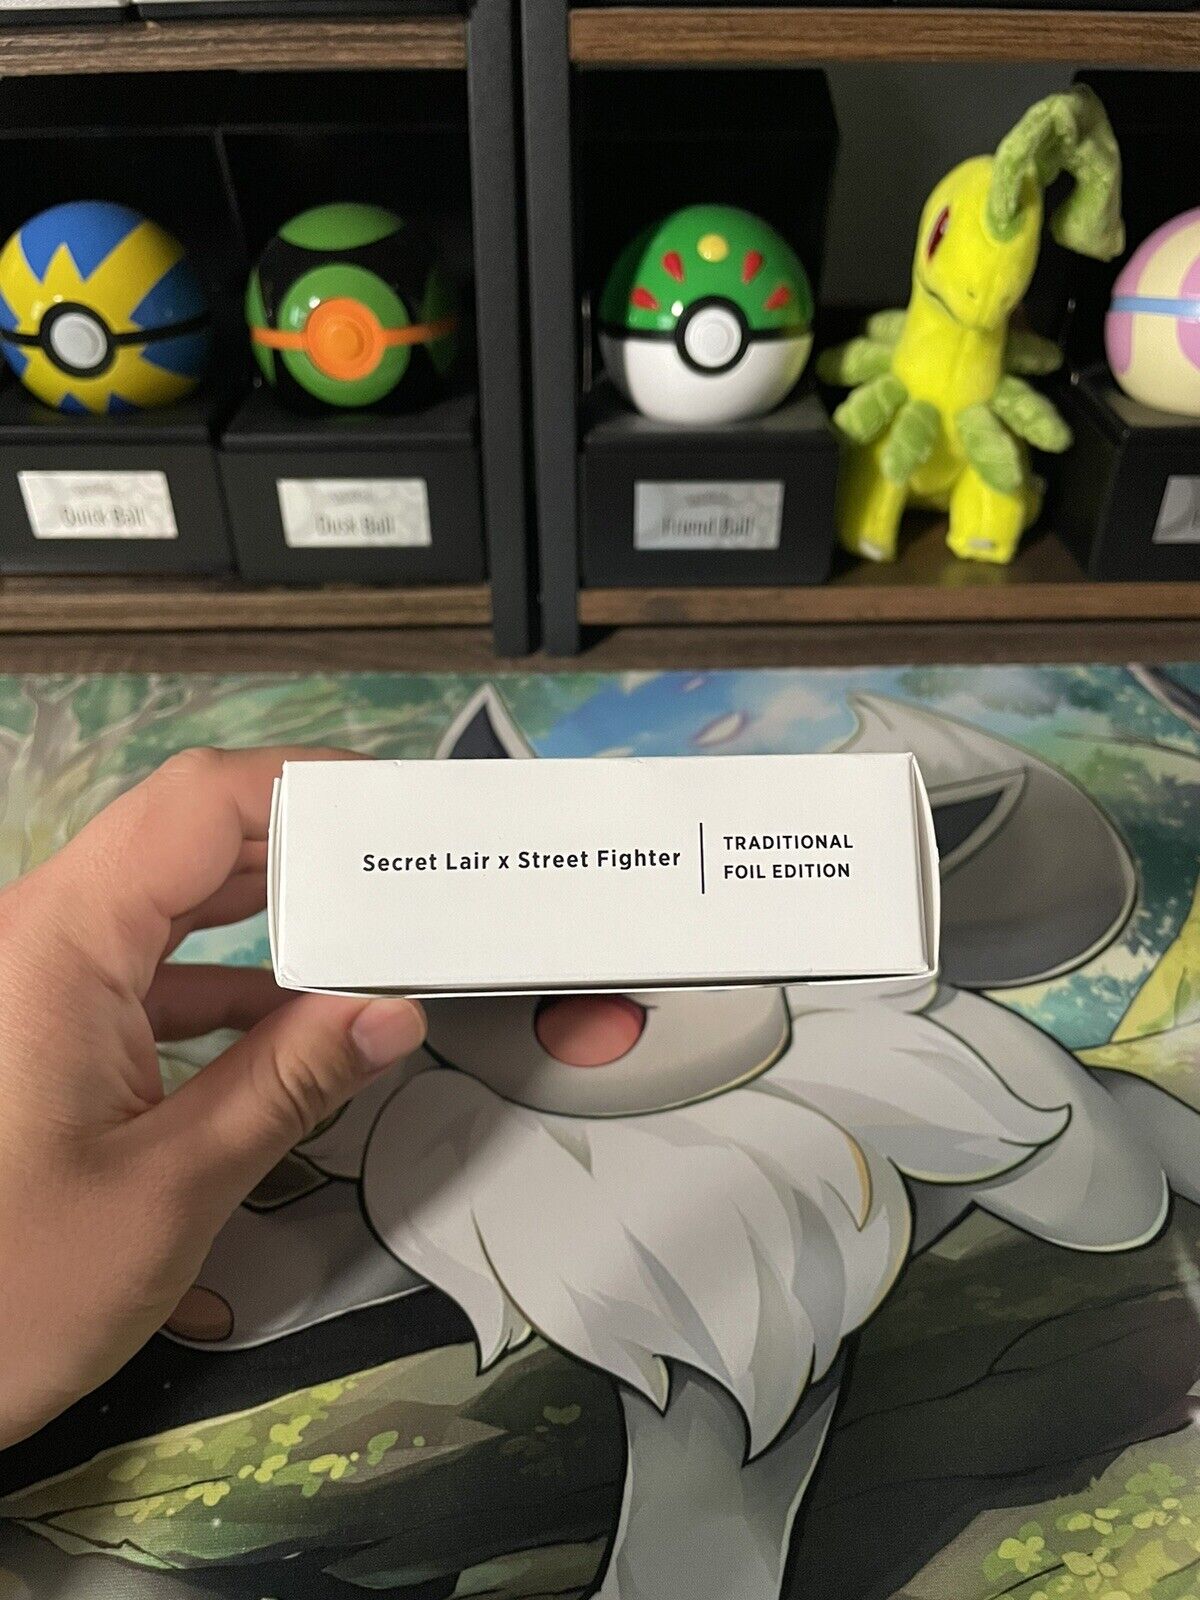 Quick Ball
Dusk Ball
Friend Ball
Secret Lair x Street Fighter
TRADITIONAL
FOIL EDITION